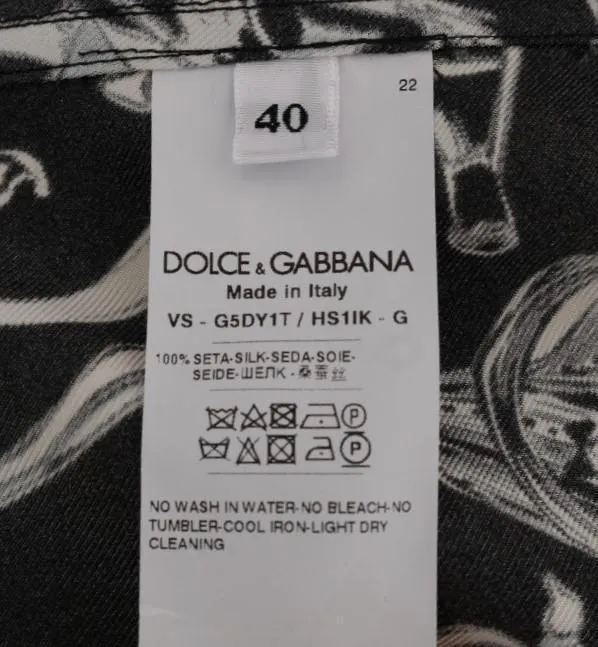 22
40
DOLCE & GABBANA
Made in Italy
VS - G5DY1T / HS1IK - G
100% SETA-SILK-SEDA-SOIE-
SEIDE-ШЕЛК - 桑蚕丝
P
P
NO WASH IN WATER-NO BLEACH-NO
TUMBLER-COOL IRON-LIGHT DRY
CLEANING